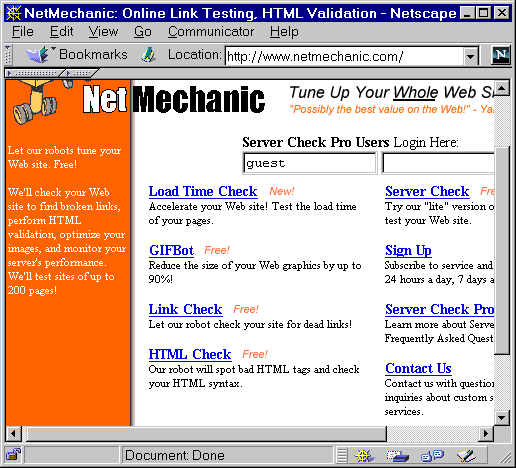 NetMechanic: Online Link Testing, HTML Validation - Netscape
File Edit View Go Communicator Help
Bookmarks Location: http://www.netmechanic.com/ N
NetMechanic
Tune Up Your Whole Web S
"Possibly the best value on the Web!" - Ya
Let our robots tune your
Web site. Free!
We'll check your Web
site to find broken links,
perform HTML
validation, optimize your
images, and monitor your
server's performance.
We'll test sites of up to
200 pages!
Server Check Pro Users Login Here:
guest
Load Time Check New!
Accelerate your Web site! Test the load time
of your pages.
GIFBot Free!
Reduce the size of your Web graphics by up to
90%!
Link Check Free!
Let our robot check your site for dead links!
HTML Check Free!
Our robot will spot bad HTML tags and check
your HTML syntax.
Server Check Fre
Try our "lite" version o
test your Web site.
Sign Up
Subscribe to service and
24 hours a day, 7 days a
Server Check Pro
Learn more about Serve
Frequently Asked Quest
Contact Us
Contact us with question
inquiries about custom s
services.
Document: Done